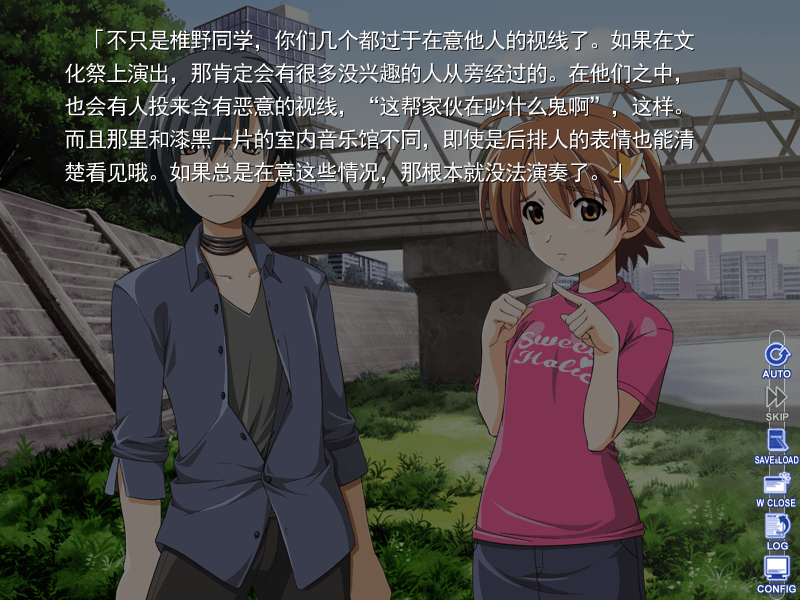 「不只是椎野同学，你们几个都过于在意他人的视线了。如果在文
化祭上演出，那肯定会有很多没兴趣的人从旁经过的。在他们之中，
也会有人投来含有恶意的视线，“这帮家伙在吵什么鬼啊”，这样。
而且那里和漆黑一片的室内音乐馆不同，即使是后排人的表情也能清
楚看见哦。如果总是在意这些情况，那根本就没法演奏了。」
Sweet
Holic
AUTO
SKIP
SAVE&LOAD
W CLOSE
LOG
CONFIG